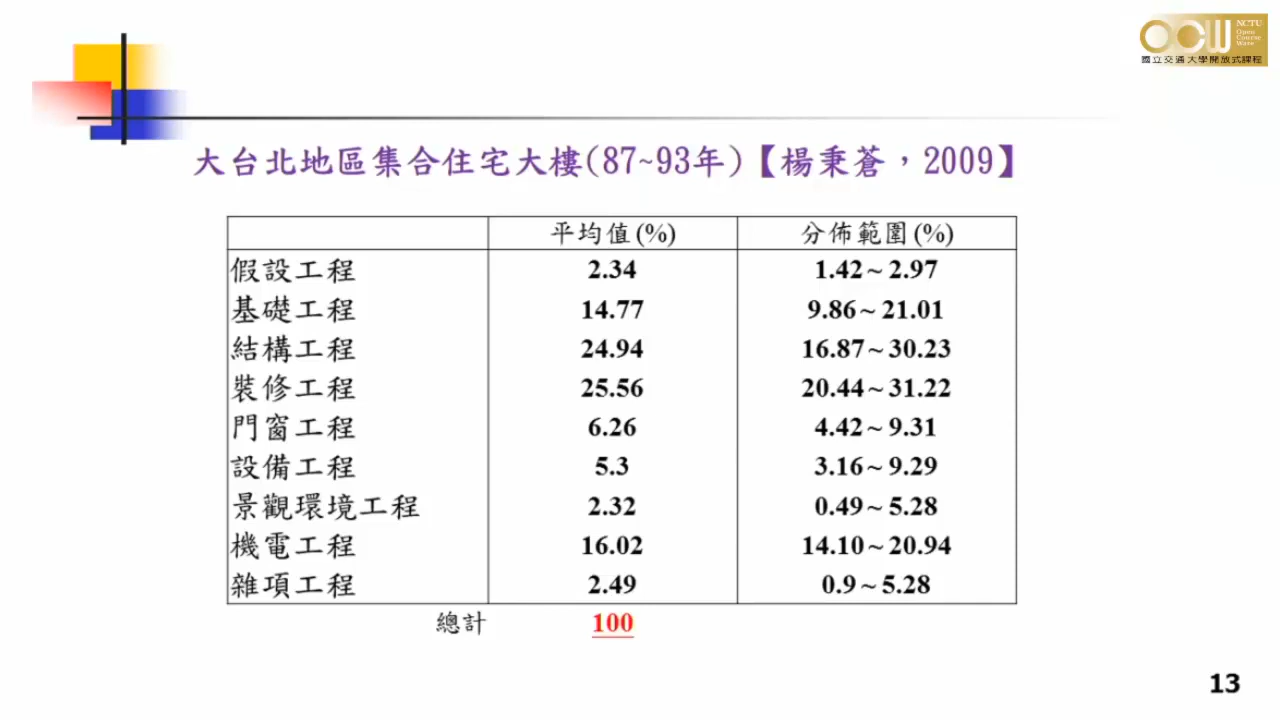 OCW NCTU
Open
Course
Ware
國立交通大學開放式課程
大台北地區集合住宅大樓(87~93年)【楊秉蒼，2009】
平均值(%) 分佈範圍(%)
假設工程 2.34 1.42~2.97
基礎工程 14.77 9.86~21.01
結構工程 24.94 16.87~30.23
裝修工程 25.56 20.44~31.22
門窗工程 6.26 4.42~9.31
設備工程 5.3 3.16~9.29
景觀環境工程 2.32 0.49~5.28
機電工程 16.02 14.10~20.94
雜項工程 2.49 0.9~5.28
總計 100
13